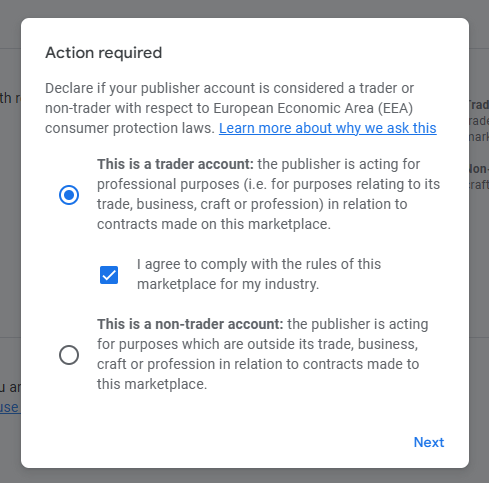 Action required
Declare if your publisher account is considered a trader or
non-trader with respect to European Economic Area (EEA)
consumer protection laws. Learn more about why we ask this
This is a trader account: the publisher is acting for
professional purposes (i.e. for purposes relating to its
trade, business, craft or profession) in relation to
contracts made on this marketplace.
I agree to comply with the rules of this
marketplace for my industry.
This is a non-trader account: the publisher is acting
for purposes which are outside its trade, business,
craft or profession in relation to contracts made to
this marketplace.
Next